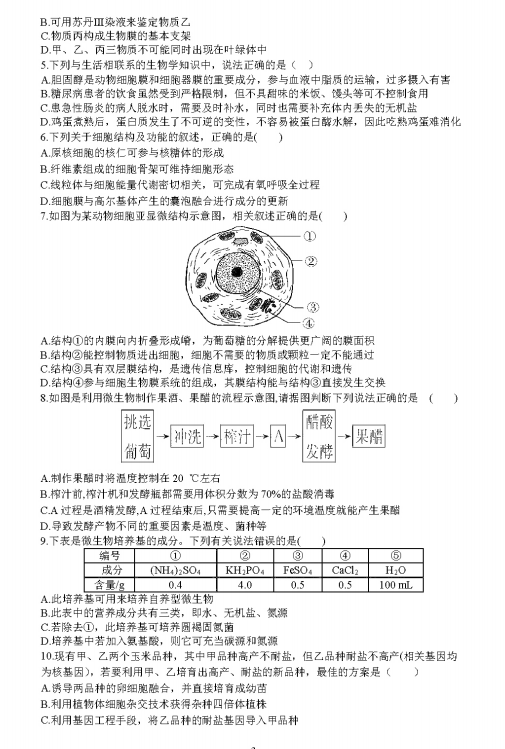 B.可用苏丹Ⅲ染液来鉴定物质乙
C.物质丙构成生物膜的基本支架
D.甲、乙、丙三物质不可能同时出现在叶绿体中
5.下列与生活相联系的生物学知识中，说法正确的是（　）
A.胆固醇是动物细胞膜和细胞器膜的重要成分，参与血液中脂质的运输，过多摄入有害
B.糖尿病患者的饮食虽然受到严格限制，但不具甜味的米饭、馒头等可不控制食用
C.患急性肠炎的病人脱水时，需要及时补水，同时也需要补充体内丢失的无机盐
D.鸡蛋煮熟后，蛋白质发生了不可逆的变性，不容易被蛋白酶水解，因此吃熟鸡蛋难消化
6.下列关于细胞结构及功能的叙述，正确的是(　　)
A.原核细胞的核仁可参与核糖体的形成
B.纤维素组成的细胞骨架可维持细胞形态
C.线粒体与细胞能量代谢密切相关，可完成有氧呼吸全过程
D.细胞膜与高尔基体产生的囊泡融合进行成分的更新
7.如图为某动物细胞亚显微结构示意图，相关叙述正确的是(　　)
①
②
③
④
A.结构①的内膜向内折叠形成嵴，为葡萄糖的分解提供更广阔的膜面积
B.结构②能控制物质进出细胞，细胞不需要的物质或颗粒一定不能通过
C.结构③具有双层膜结构，是遗传信息库，控制细胞的代谢和遗传
D.结构④参与细胞生物膜系统的组成，其膜结构能与结构③直接发生交换
8.如图是利用微生物制作果酒、果醋的流程示意图,请据图判断下列说法正确的是　(　　)
挑选葡萄→冲洗→榨汁→A→醋酸发酵→果醋
A.制作果醋时将温度控制在 20 ℃左右
B.榨汁前,榨汁机和发酵瓶都需要用体积分数为 70%的盐酸消毒
C.A 过程是酒精发酵,A 过程结束后,只需要提高一定的环境温度就能产生果醋
D.导致发酵产物不同的重要因素是温度、菌种等
9.下表是微生物培养基的成分。下列有关说法错误的是(　　)
编号 ① ② ③ ④ ⑤
成分 (NH₄)₂SO₄ KH₂PO₄ FeSO₄ CaCl₂ H₂O
含量/g 0.4 4.0 0.5 0.5 100 mL
A.此培养基可用来培养自养型微生物
B.此表中的营养成分共有三类，即水、无机盐、氮源
C.若除去①，此培养基可培养圆褐固氮菌
D.培养基中若加入氨基酸，则它可充当碳源和氮源
10.现有甲、乙两个玉米品种，其中甲品种高产不耐盐，但乙品种耐盐不高产(相关基因均
为核基因），若要利用甲、乙培育出高产、耐盐的新品种，最佳的方案是（　　）
A.诱导两品种的卵细胞融合，并直接培育成幼苗
B.利用植物体细胞杂交技术获得杂种四倍体植株
C.利用基因工程手段，将乙品种的耐盐基因导入甲品种